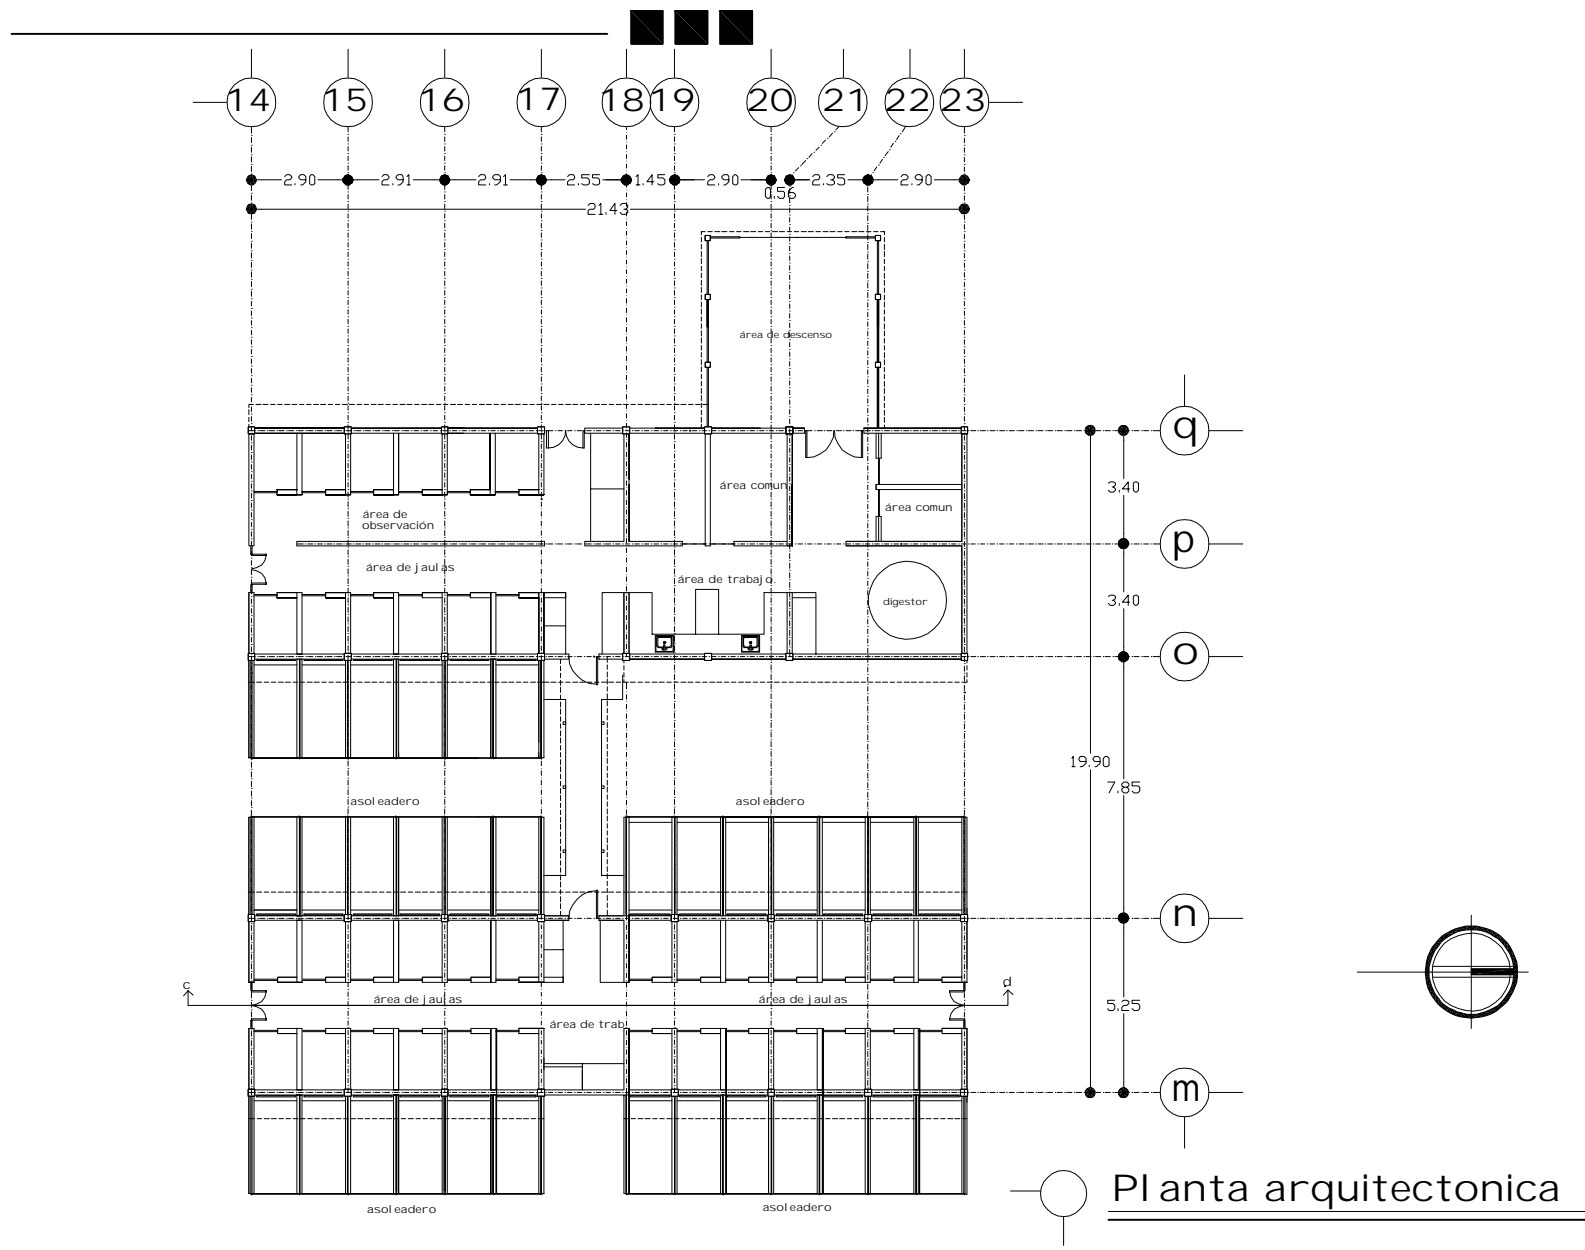 14 15 16 17 18 19 20 21 22 23
2.90 2.91 2.91 2.55 1.45 2.90 2.35 2.90
0.56
21.43
área de descenso
q
área comun
3.40
área comun
área de
observación
p
área de jaulas
área de trabajo
digestor
3.40
o
19.90
7.85
asoleadero asoleadero
n
c d
área de jaulas área de jaulas
5.25
área de trab
m
Planta arquitectonica
asoleadero asoleadero